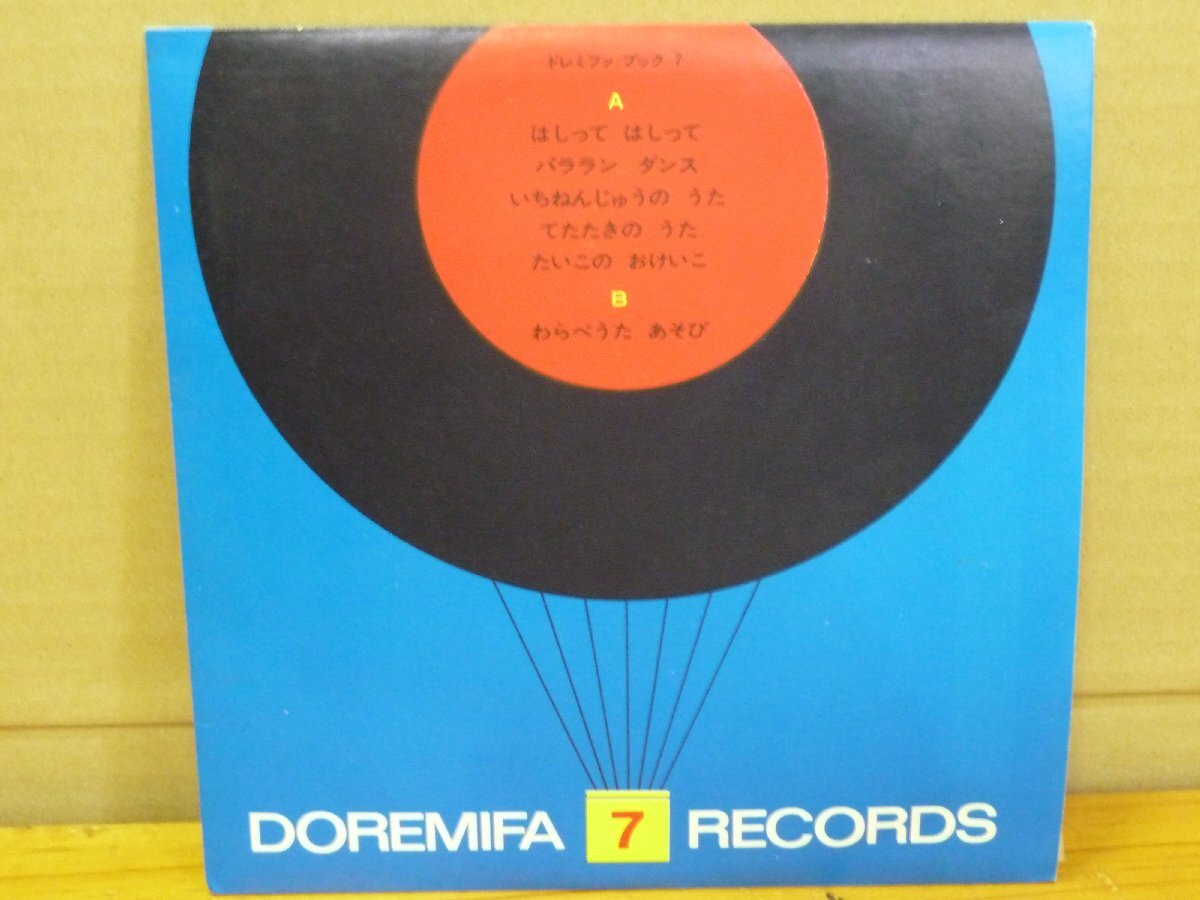 ドレミファ ブック 7
A
はしって はしって
パララン ダンス
いちねんじゅうの うた
てたたきの うた
たいこの おけいこ
B
わらべうた あそび
DOREMIFA 7 RECORDS